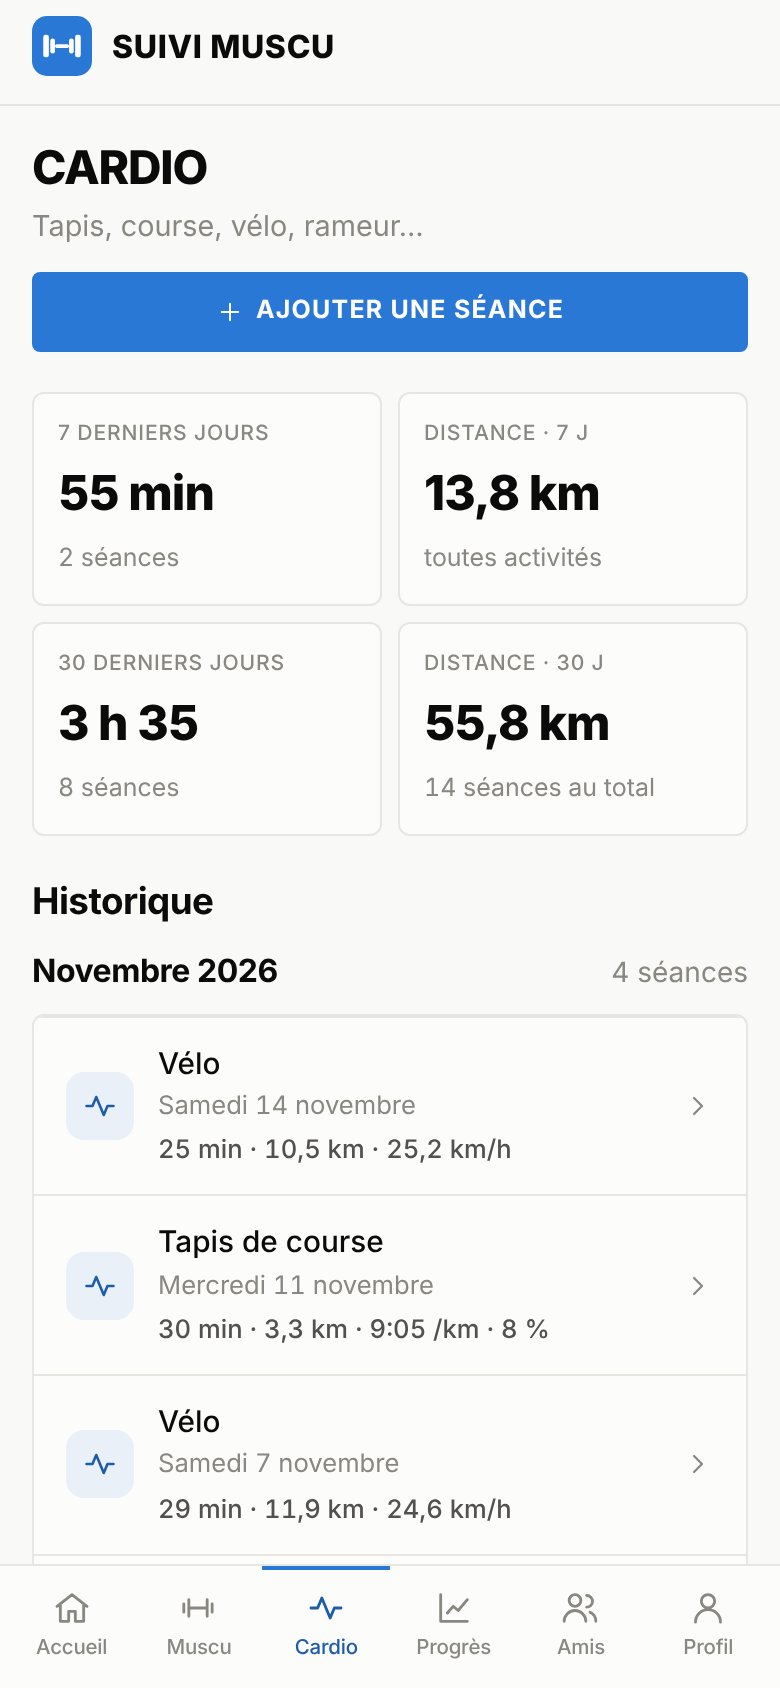 SUIVI MUSCU
CARDIO
Tapis, course, vélo, rameur...
+ AJOUTER UNE SÉANCE
7 DERNIERS JOURS
55 min
2 séances
DISTANCE · 7 J
13,8 km
toutes activités
30 DERNIERS JOURS
3 h 35
8 séances
DISTANCE · 30 J
55,8 km
14 séances au total
Historique
Novembre 2026
4 séances
Vélo
Samedi 14 novembre
25 min · 10,5 km · 25,2 km/h
Tapis de course
Mercredi 11 novembre
30 min · 3,3 km · 9:05 /km · 8 %
Vélo
Samedi 7 novembre
29 min · 11,9 km · 24,6 km/h
Accueil
Muscu
Cardio
Progrès
Amis
Profil